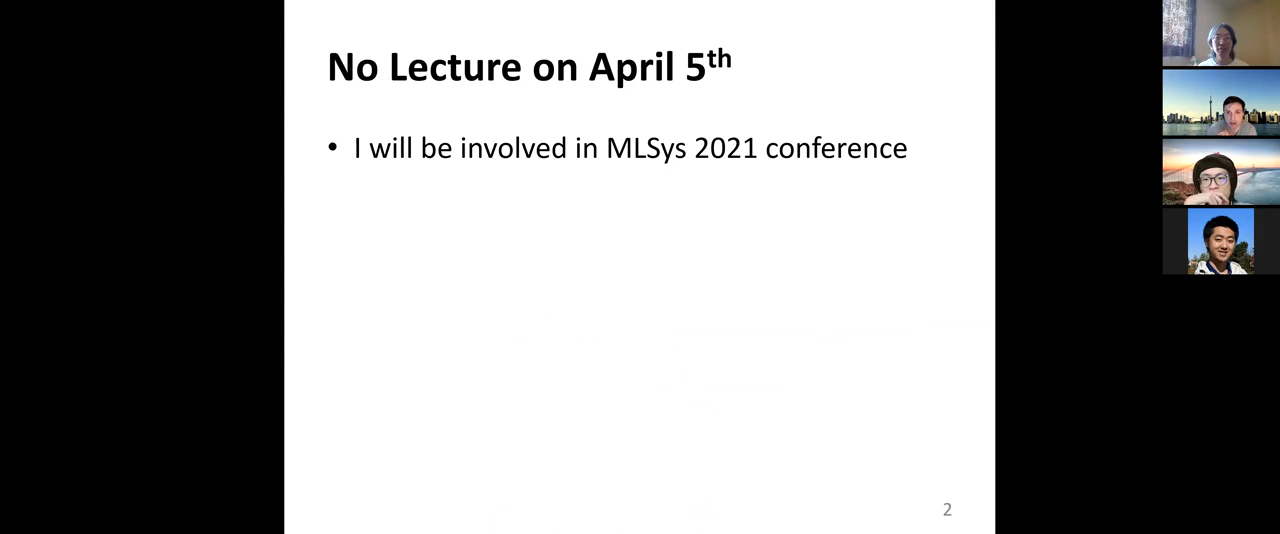 No Lecture on April 5th
• I will be involved in MLSys 2021 conference
2